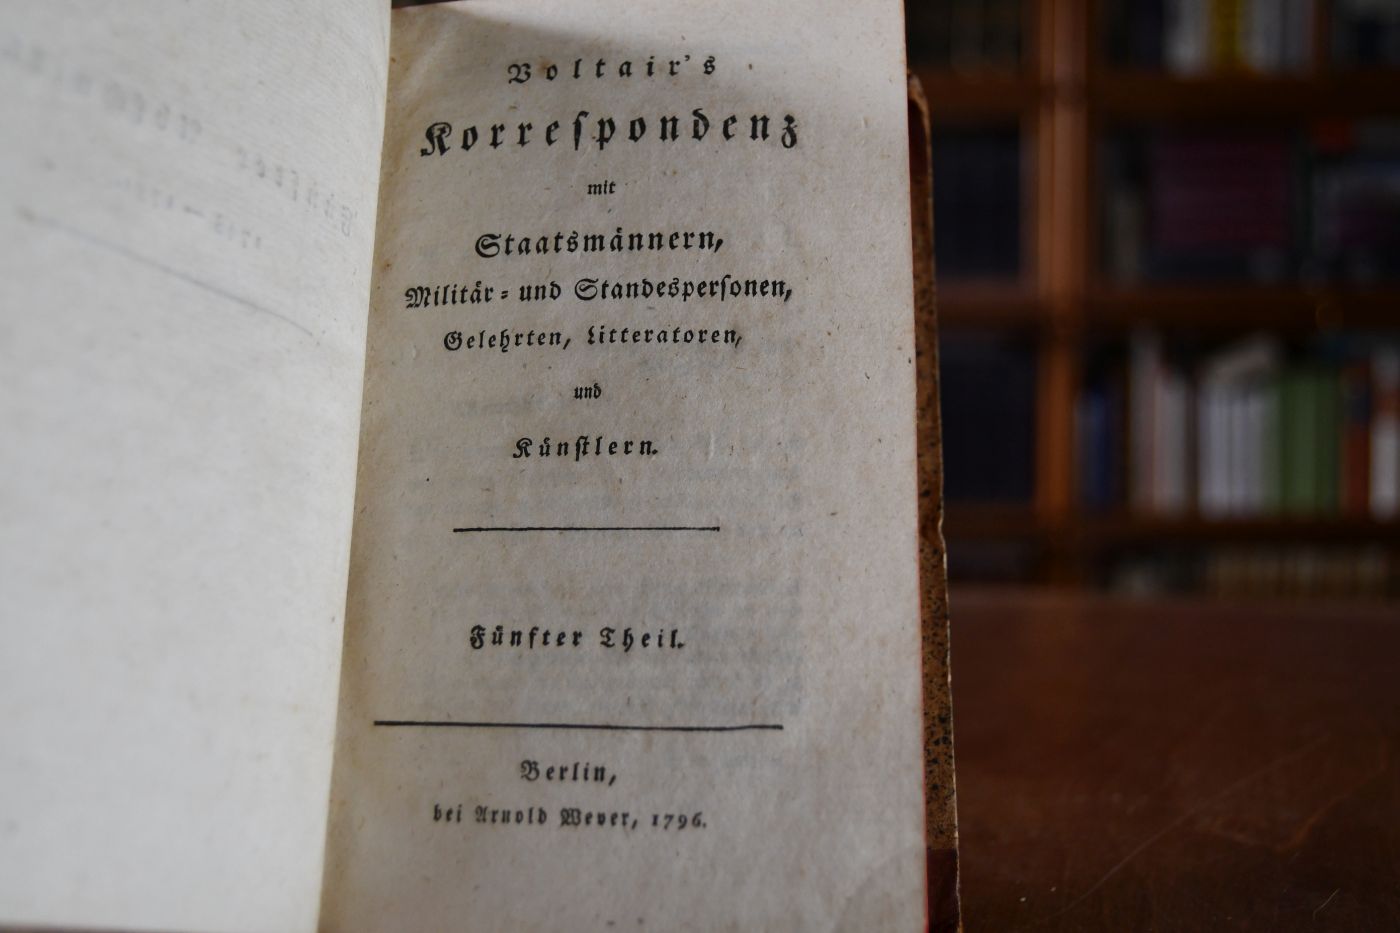 Voltair's
Korreſpondenz
mit
Staatsmännern,
Militär- und Standesperſonen,
Gelehrten, Litteratoren,
und
Künſtlern.
Fünfter Theil.
Berlin,
bei Arnold Wever, 1796.